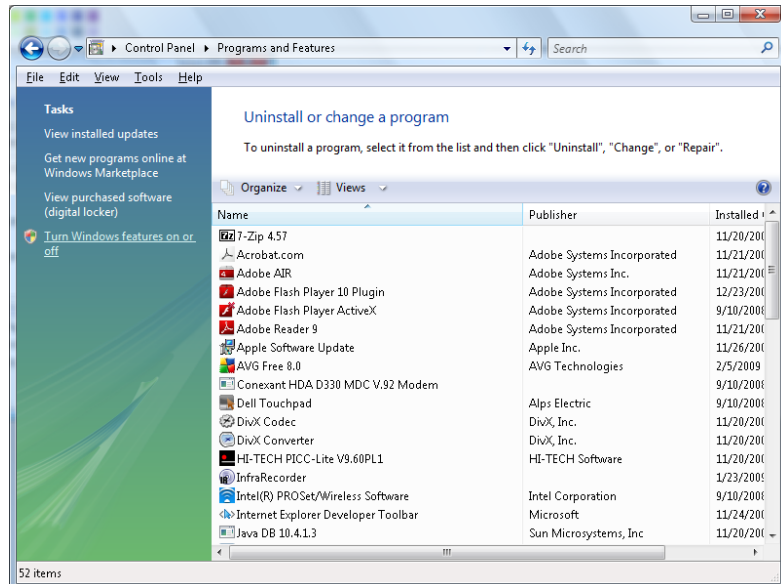 Control Panel Programs and Features
Search
File Edit View Tools Help
Tasks
View installed updates
Get new programs online at
Windows Marketplace
View purchased software
(digital locker)
Turn Windows features on or
off
Uninstall or change a program
To uninstall a program, select it from the list and then click "Uninstall", "Change", or "Repair".
Organize Views
Name Publisher Installed
7-Zip 4.57 11/20/200
Acrobat.com Adobe Systems Incorporated 11/21/200
Adobe AIR Adobe Systems Inc. 11/21/200
Adobe Flash Player 10 Plugin Adobe Systems Incorporated 12/23/200
Adobe Flash Player ActiveX Adobe Systems Incorporated 9/10/2008
Adobe Reader 9 Adobe Systems Incorporated 11/21/200
Apple Software Update Apple Inc. 11/26/200
AVG Free 8.0 AVG Technologies 2/5/2009
Conexant HDA D330 MDC V.92 Modem 9/10/2008
Dell Touchpad Alps Electric 9/10/2008
DivX Codec DivX, Inc. 11/20/200
DivX Converter DivX, Inc. 11/20/200
HI-TECH PICC-Lite V9.60PL1 HI-TECH Software 11/20/200
InfraRecorder 1/23/2009
Intel(R) PROSet/Wireless Software Intel Corporation 9/10/2008
Internet Explorer Developer Toolbar Microsoft 11/24/200
Java DB 10.4.1.3 Sun Microsystems, Inc 11/20/200
52 items